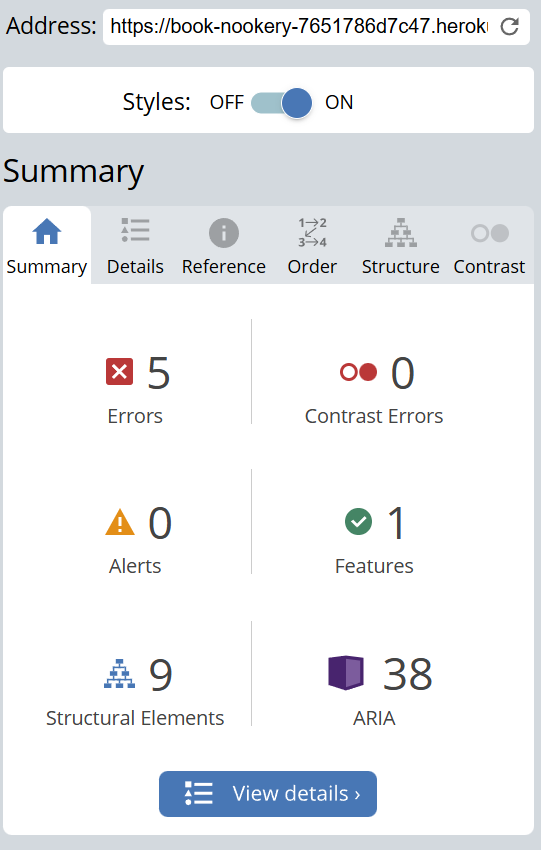 Address: https://book-nookery-7651786d7c47.heroku
Styles: OFF ON
Summary
1→2
3→4
Summary Details Reference Order Structure Contrast
5 0
Errors Contrast Errors
0 1
Alerts Features
9 38
Structural Elements ARIA
View details ›